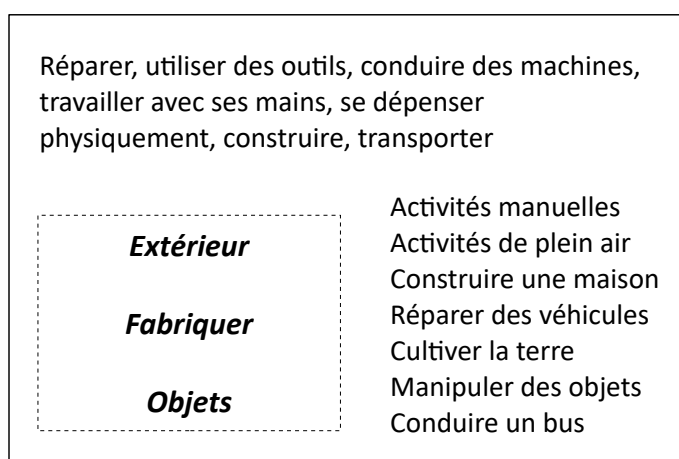 Réparer, utiliser des outils, conduire des machines,
travailler avec ses mains, se dépenser
physiquement, construire, transporter
Extérieur
Fabriquer
Objets
Activités manuelles
Activités de plein air
Construire une maison
Réparer des véhicules
Cultiver la terre
Manipuler des objets
Conduire un bus